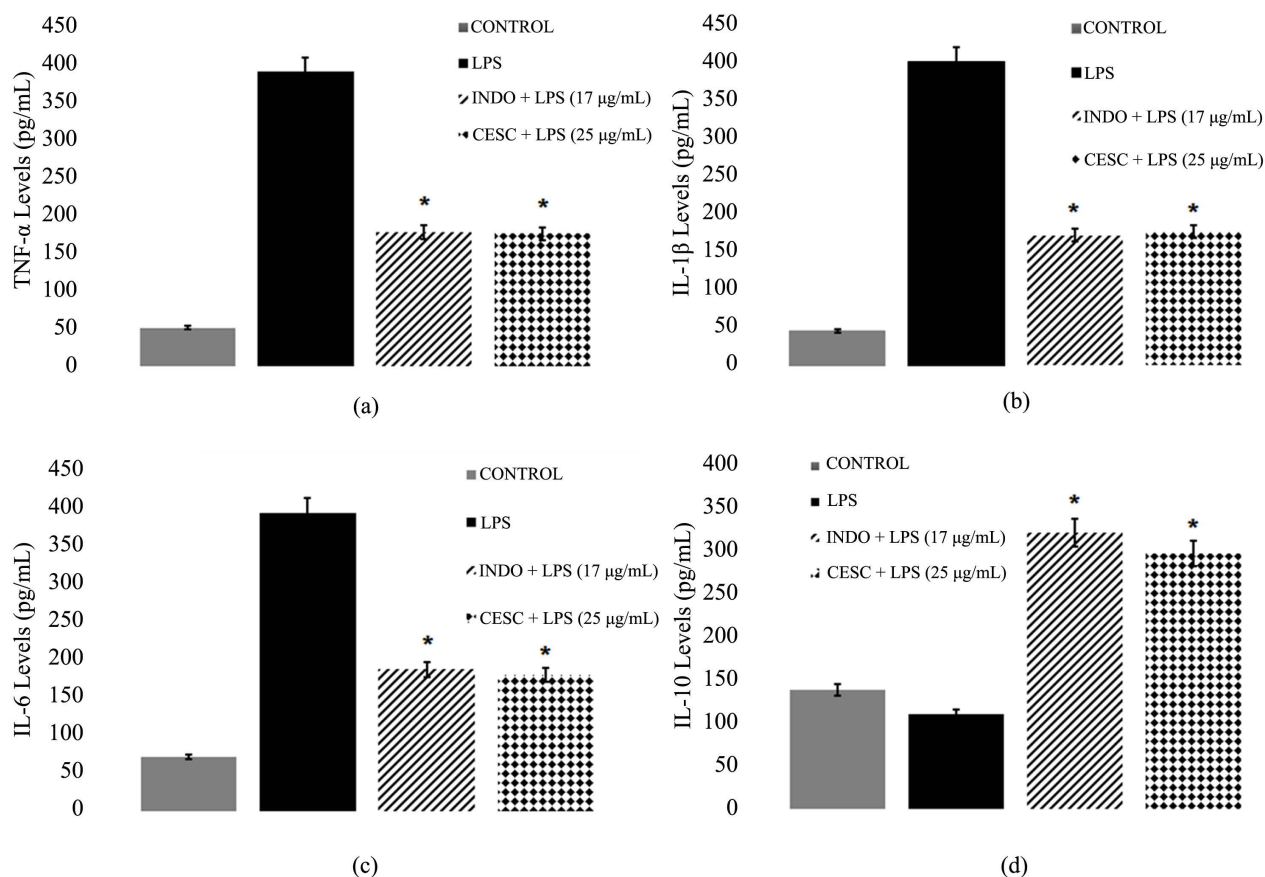 TNF-α Levels (pg/mL)
450
400
350
300
250
200
150
100
50
0
CONTROL
LPS
INDO + LPS (17 μg/mL)
CESC + LPS (25 μg/mL)
*
*
(a)
IL-1β Levels (pg/mL)
450
400
350
300
250
200
150
100
50
0
CONTROL
LPS
INDO + LPS (17 μg/mL)
CESC + LPS (25 μg/mL)
*
*
(b)
IL-6 Levels (pg/mL)
450
400
350
300
250
200
150
100
50
0
CONTROL
LPS
INDO + LPS (17 μg/mL)
CESC + LPS (25 μg/mL)
*
*
(c)
IL-10 Levels (pg/mL)
400
350
300
250
200
150
100
50
0
CONTROL
LPS
INDO + LPS (17 μg/mL)
CESC + LPS (25 μg/mL)
*
*
(d)